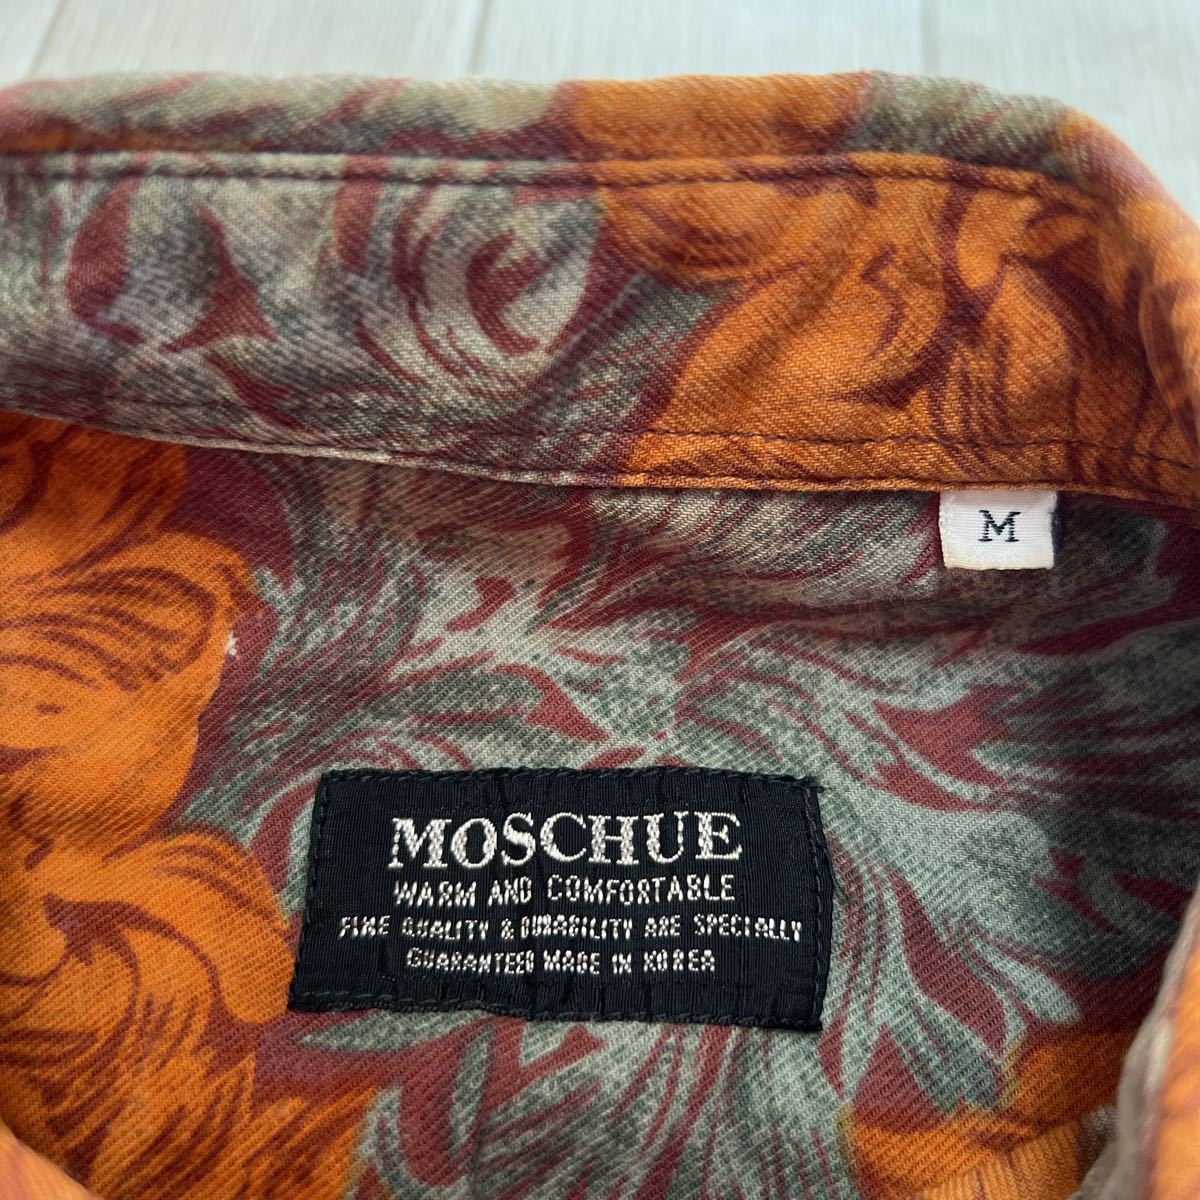 M
MOSCHUE
WARM AND COMFORTABLE
FINE QUALITY & DURABILITY ARE SPECIALLY
GUARANTEED MADE IN KOREA